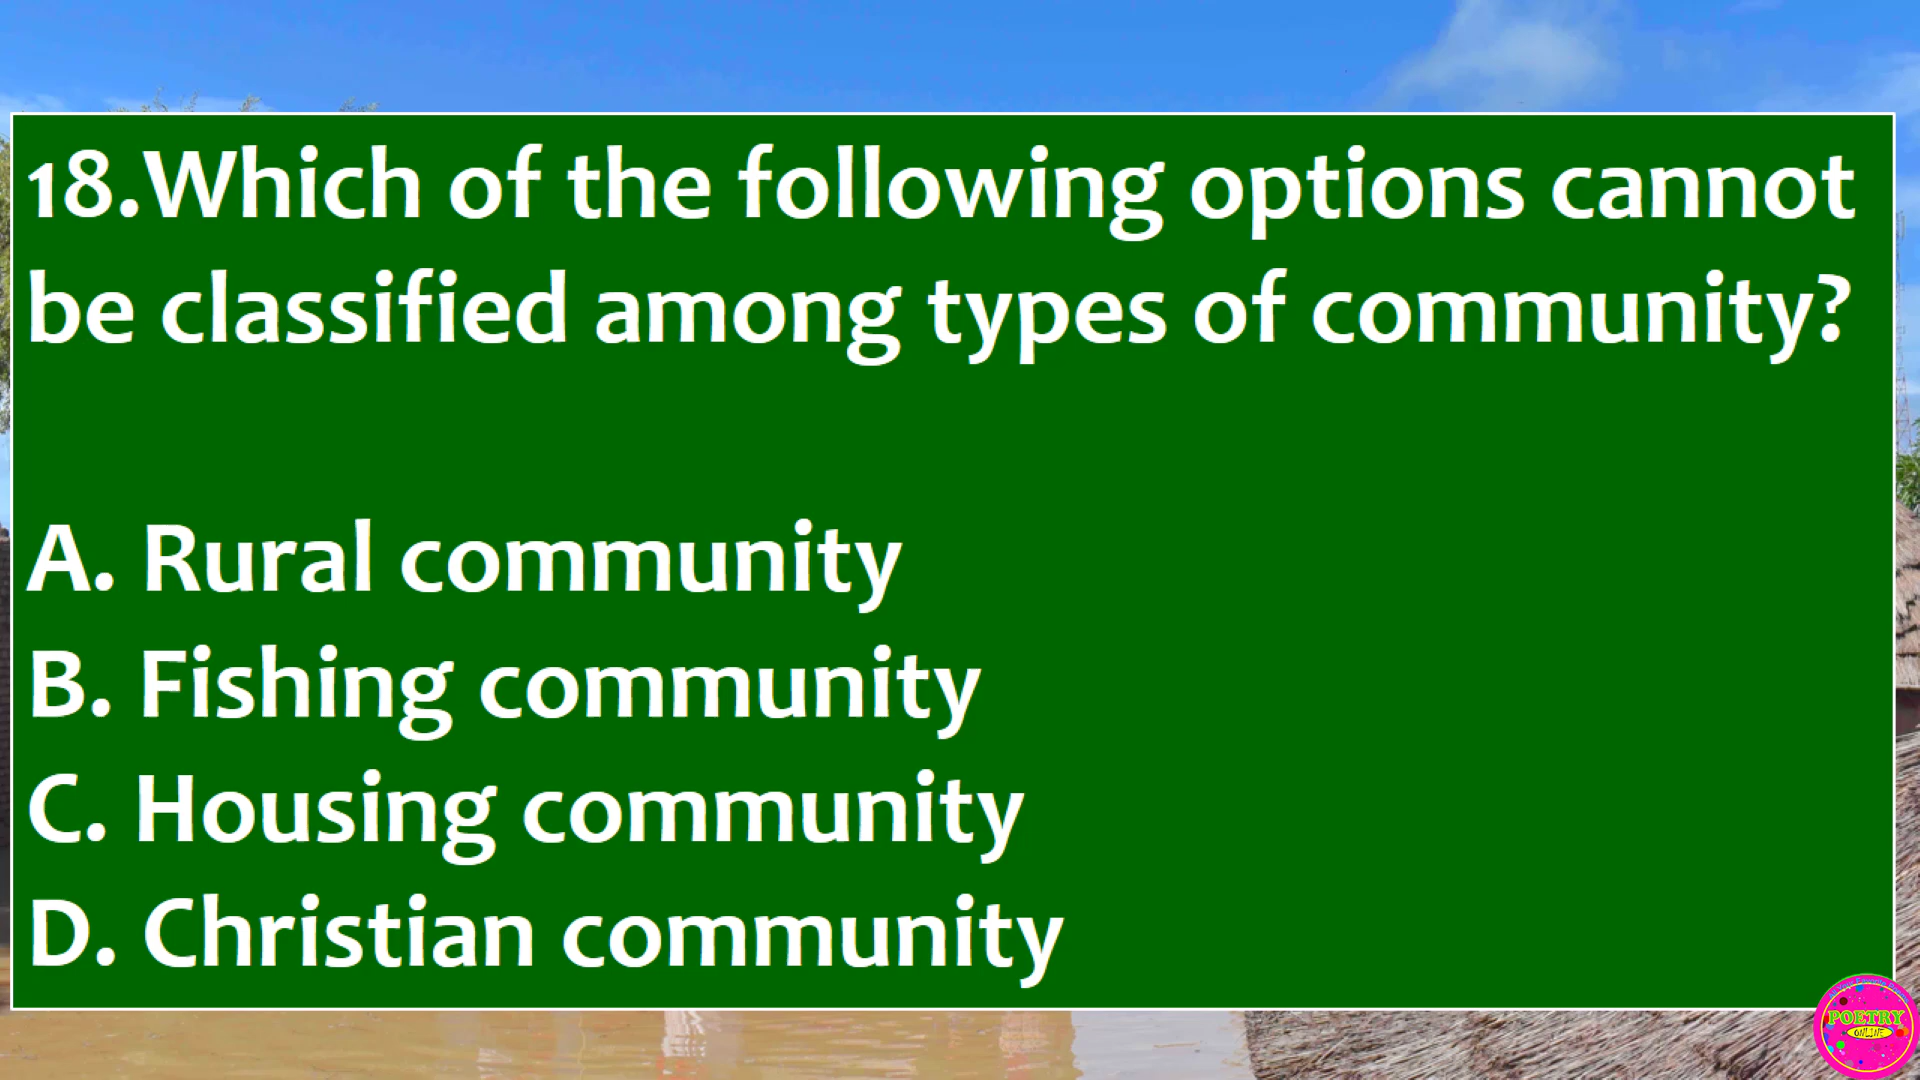 18.Which of the following options cannot
be classified among types of community?
A. Rural community
B. Fishing community
C. Housing community
D. Christian community
POETRY
ONLINE